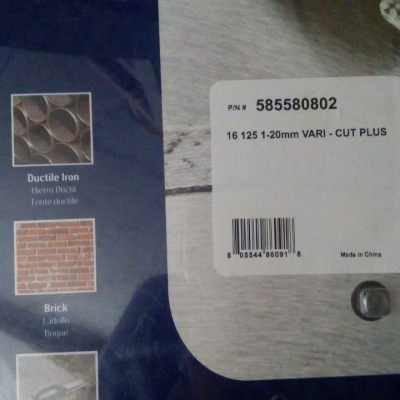 P/N # 585580802
16 125 1-20mm VARI - CUT PLUS
8 05544 86091 8
Made in China
Ductile Iron
Hierro Dúctil
Fonte ductile
Brick
Ladrillo
Brique